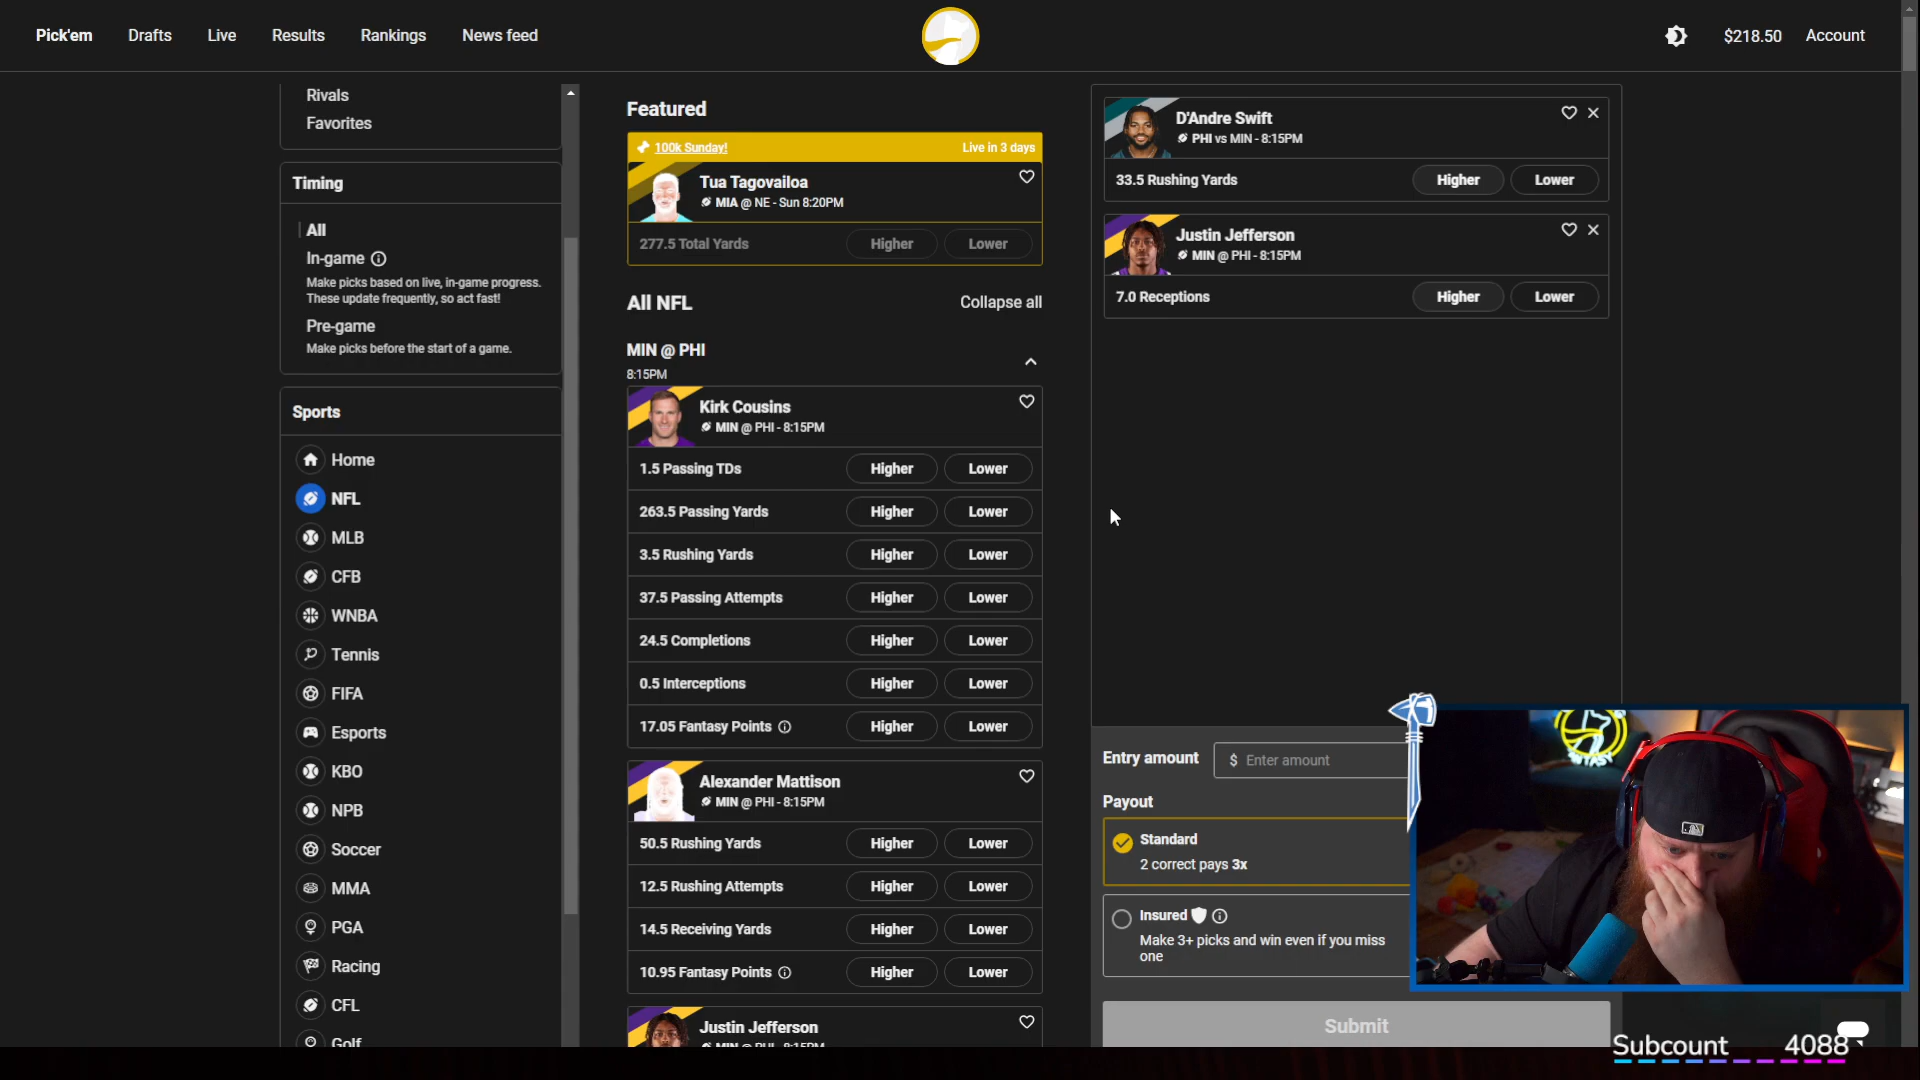 Pick'em Drafts Live Results Rankings News feed
$218.50 Account
Rivals
Favorites
Timing
All
In-game
Make picks based on live, in-game progress.
These update frequently, so act fast!
Pre-game
Make picks before the start of a game.
Sports
Home
NFL
MLB
CFB
WNBA
Tennis
FIFA
Esports
KBO
NPB
Soccer
MMA
PGA
Racing
CFL
Golf
Featured
100k Sunday! Live in 3 days
Tua Tagovailoa
MIA @ NE - Sun 8:20PM
277.5 Total Yards Higher Lower
All NFL Collapse all
MIN @ PHI
8:15PM
Kirk Cousins
MIN @ PHI - 8:15PM
1.5 Passing TDs Higher Lower
263.5 Passing Yards Higher Lower
3.5 Rushing Yards Higher Lower
37.5 Passing Attempts Higher Lower
24.5 Completions Higher Lower
0.5 Interceptions Higher Lower
17.05 Fantasy Points Higher Lower
Alexander Mattison
MIN @ PHI - 8:15PM
50.5 Rushing Yards Higher Lower
12.5 Rushing Attempts Higher Lower
14.5 Receiving Yards Higher Lower
10.95 Fantasy Points Higher Lower
Justin Jefferson
MIN @ PHI - 8:15PM
D'Andre Swift
PHI vs MIN - 8:15PM
33.5 Rushing Yards Higher Lower
Justin Jefferson
MIN @ PHI - 8:15PM
7.0 Receptions Higher Lower
Entry amount $ Enter amount
Payout
Standard
2 correct pays 3x
Insured
Make 3+ picks and win even if you miss
one
Submit
Subcount 4088